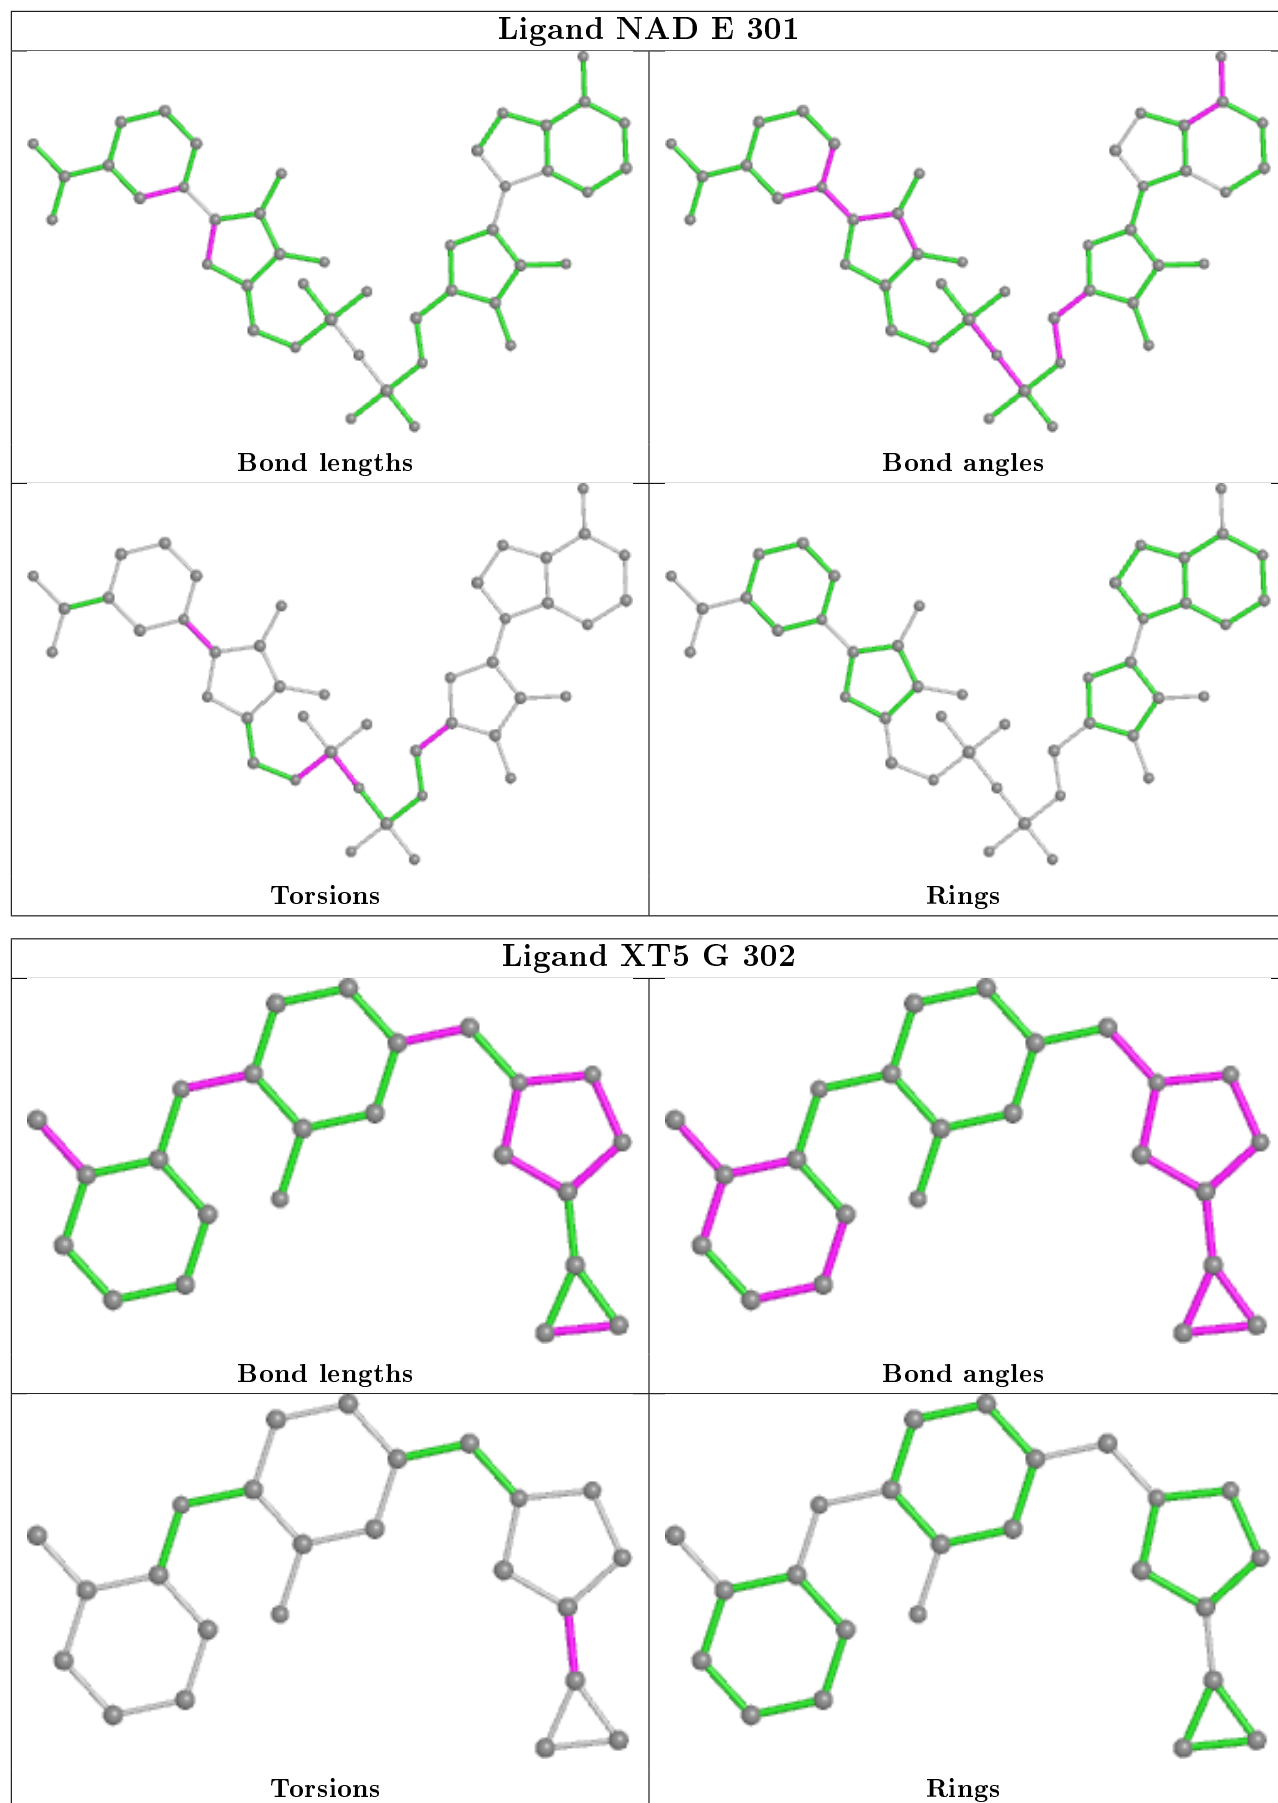 Ligand NAD E 301
Bond lengths
Bond angles
Torsions
Rings
Ligand XT5 G 302
Bond lengths
Bond angles
Torsions
Rings